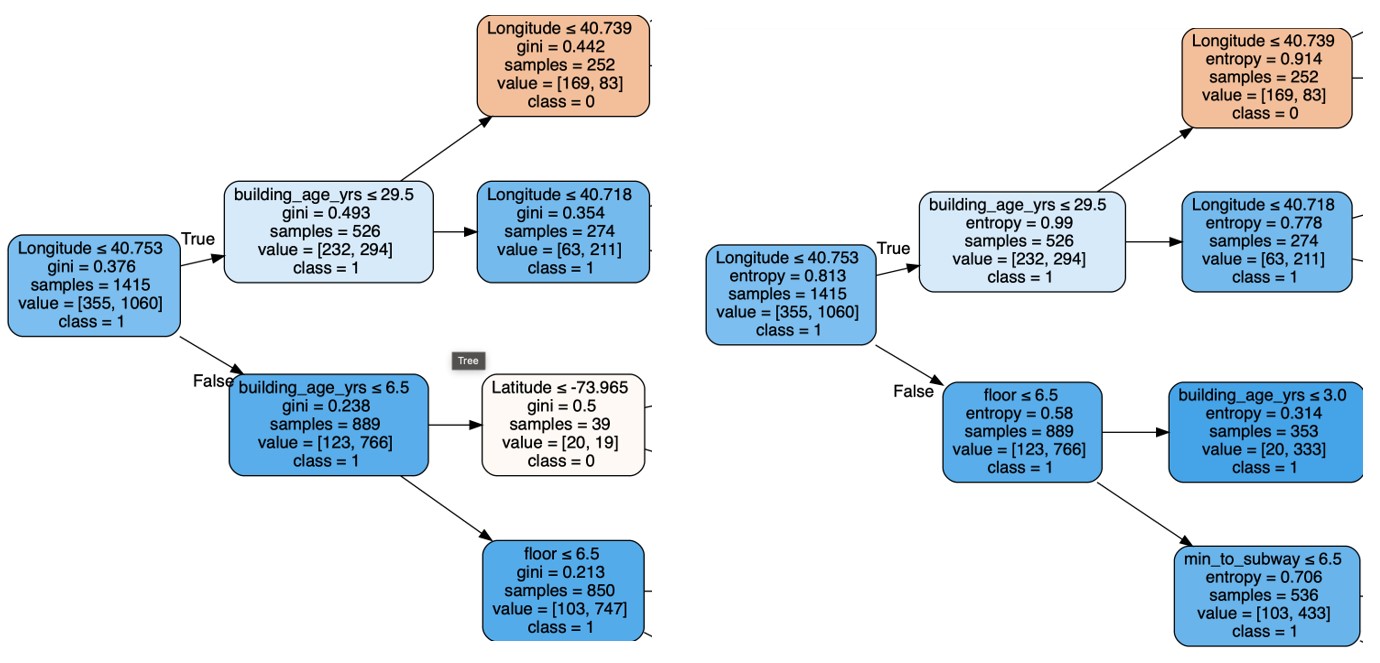 Longitude ≤ 40.739
gini = 0.442
samples = 252
value = [169, 83]
class = 0
building_age_yrs ≤ 29.5
gini = 0.493
samples = 526
value = [232, 294]
class = 1
Longitude ≤ 40.718
gini = 0.354
samples = 274
value = [63, 211]
class = 1
True
Longitude ≤ 40.753
gini = 0.376
samples = 1415
value = [355, 1060]
class = 1
False
Tree
building_age_yrs ≤ 6.5
gini = 0.238
samples = 889
value = [123, 766]
class = 1
Latitude ≤ -73.965
gini = 0.5
samples = 39
value = [20, 19]
class = 0
floor ≤ 6.5
gini = 0.213
samples = 850
value = [103, 747]
class = 1
Longitude ≤ 40.739
entropy = 0.914
samples = 252
value = [169, 83]
class = 0
building_age_yrs ≤ 29.5
entropy = 0.99
samples = 526
value = [232, 294]
class = 1
Longitude ≤ 40.718
entropy = 0.778
samples = 274
value = [63, 211]
class = 1
True
Longitude ≤ 40.753
entropy = 0.813
samples = 1415
value = [355, 1060]
class = 1
False
floor ≤ 6.5
entropy = 0.58
samples = 889
value = [123, 766]
class = 1
building_age_yrs ≤ 3.0
entropy = 0.314
samples = 353
value = [20, 333]
class = 1
min_to_subway ≤ 6.5
entropy = 0.706
samples = 536
value = [103, 433]
class = 1